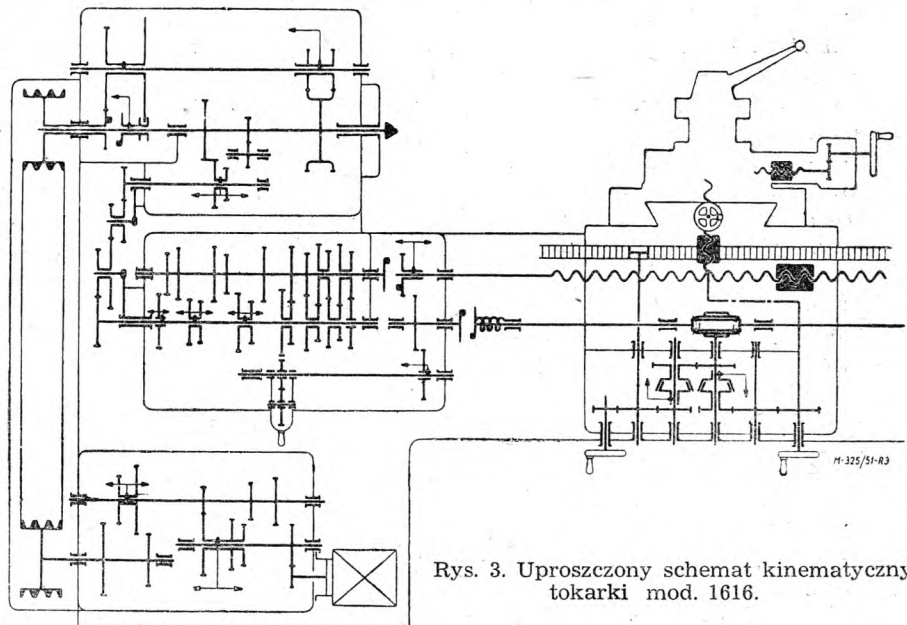 M-325/51-R3
Rys. 3. Uproszczony schemat kinematyczny
tokarki mod. 1616.